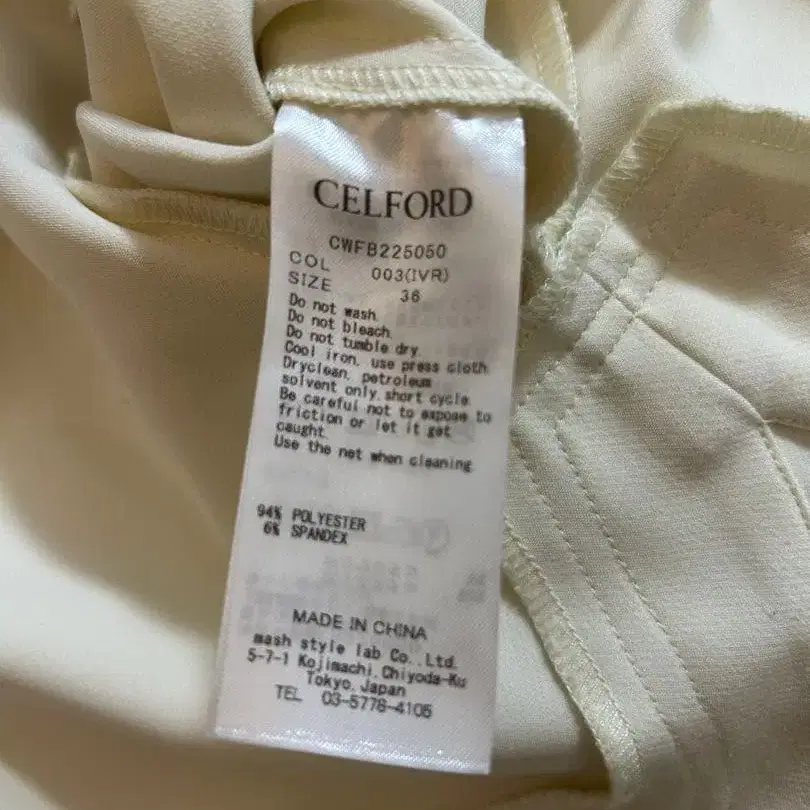 CELFORD
CWFB225050
COL 003(IVR)
SIZE 36
Do not wash.
Do not bleach.
Do not tumble dry.
Cool iron, use press cloth
Dryclean, petroleum
solvent only,short cycle
Be careful not to expose to
friction or let it get
caught.
Use the net when cleaning
94% POLYESTER
6% SPANDEX
MADE IN CHINA
mash style lab Co.,Ltd.
5-7-1 Kojimachi,Chiyoda-Ku
Tokyo,Japan
TEL 03-5778-4105